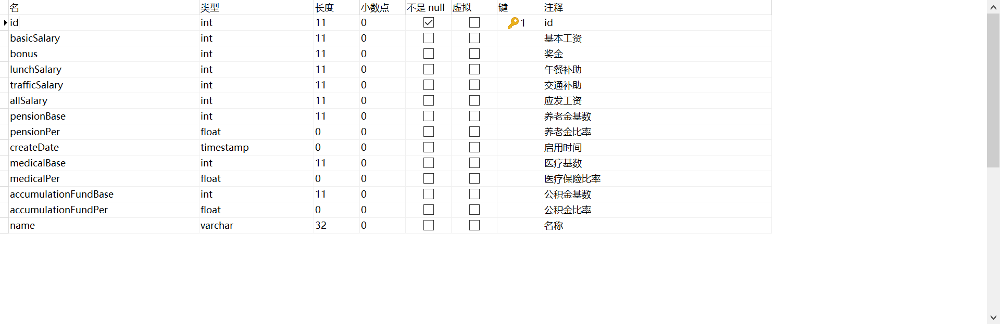 名 类型 长度 小数点 不是 null 虚拟 键 注释
id int 11 0 1 id
basicSalary int 11 0 基本工资
bonus int 11 0 奖金
lunchSalary int 11 0 午餐补助
trafficSalary int 11 0 交通补助
allSalary int 11 0 应发工资
pensionBase int 11 0 养老金基数
pensionPer float 0 0 养老金比率
createDate timestamp 0 0 启用时间
medicalBase int 11 0 医疗基数
medicalPer float 0 0 医疗保险比率
accumulationFundBase int 11 0 公积金基数
accumulationFundPer float 0 0 公积金比率
name varchar 32 0 名称